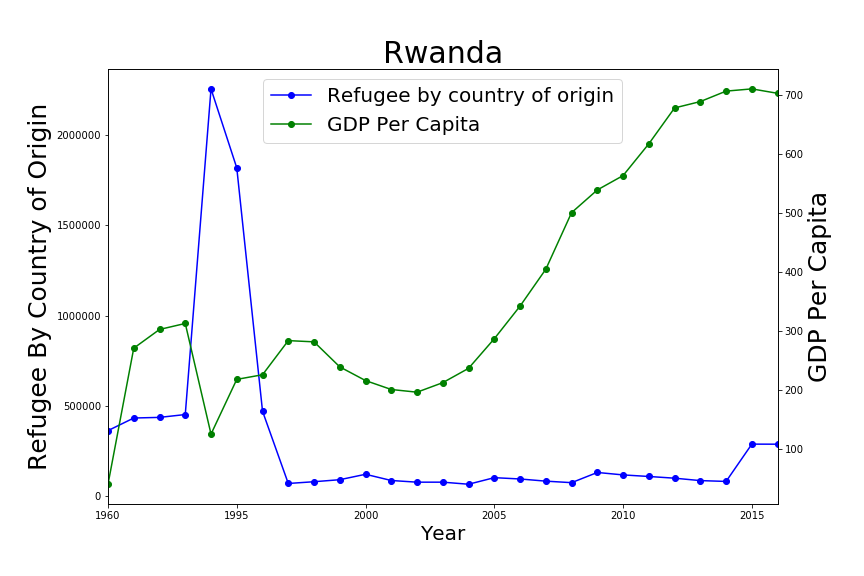 Rwanda
Refugee by country of origin
GDP Per Capita
Refugee By Country of Origin
2000000
1500000
1000000
500000
0
GDP Per Capita
700
600
500
400
300
200
100
1960 1995 2000 2005 2010 2015
Year